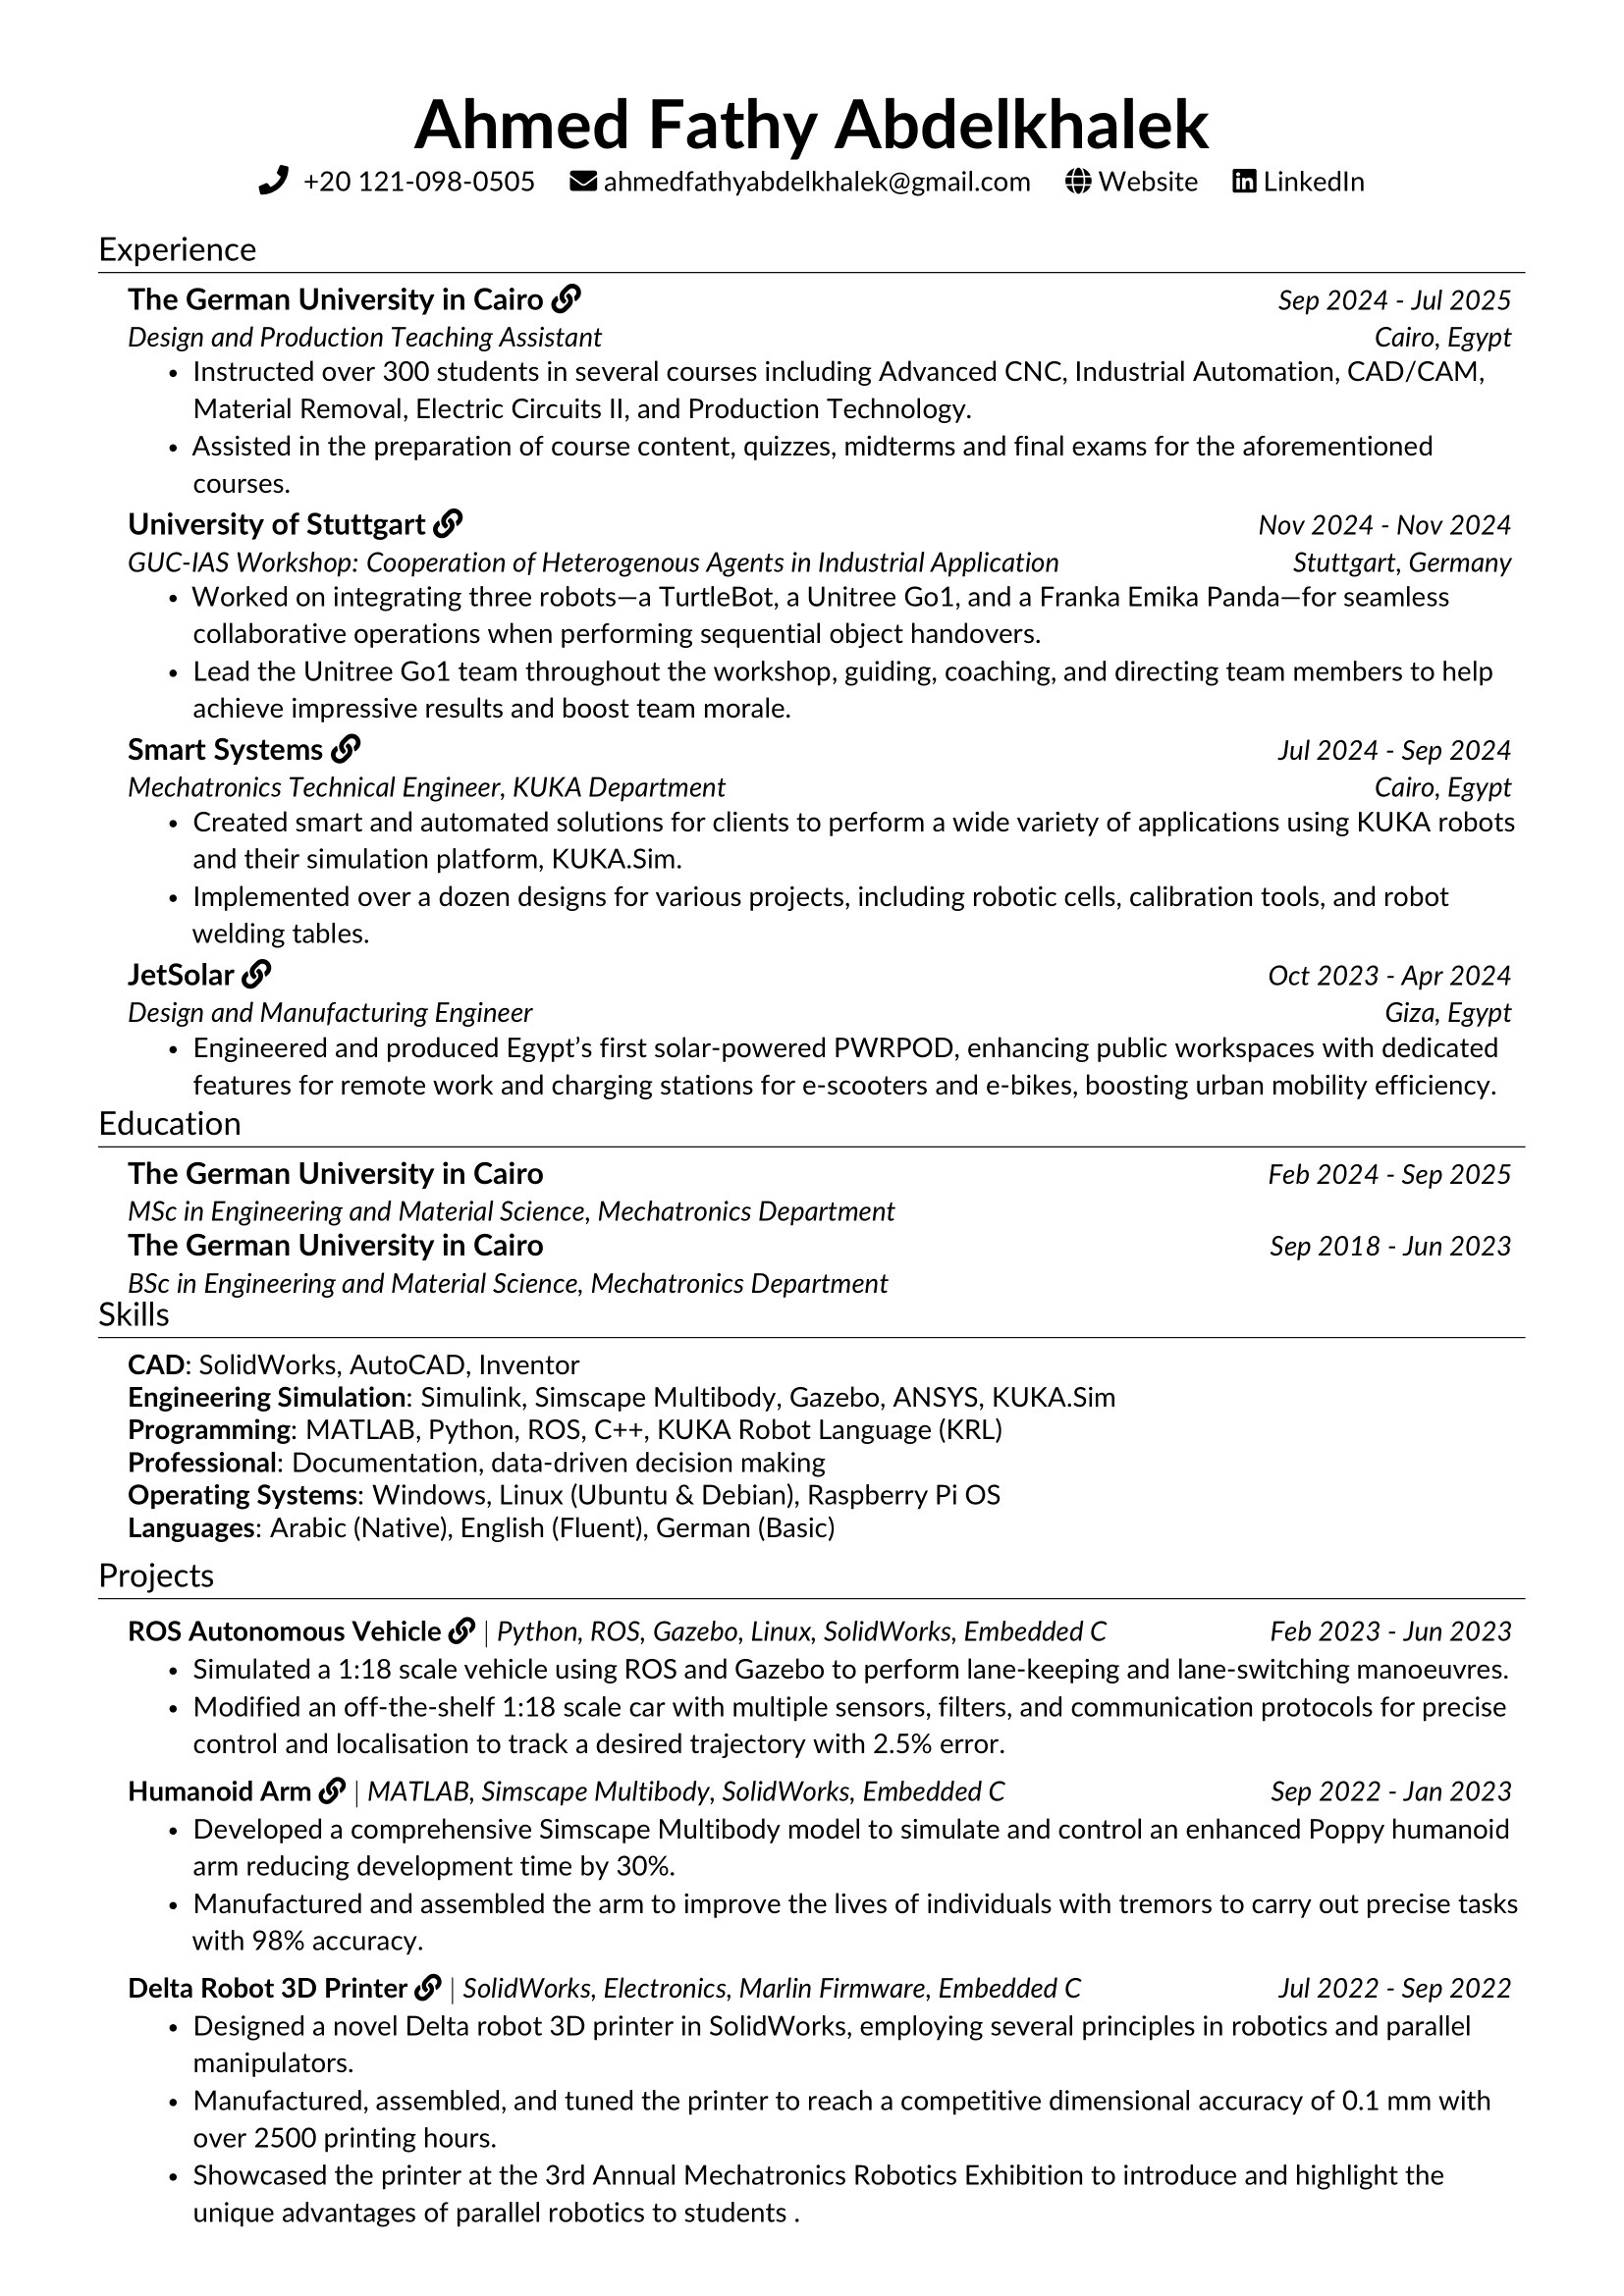 Ahmed Fathy Abdelkhalek
+20 121-098-0505 ahmedfathyabdelkhalek@gmail.com Website LinkedIn
Experience
The German University in Cairo Sep 2024 - Jul 2025
Design and Production Teaching Assistant Cairo, Egypt
• Instructed over 300 students in several courses including Advanced CNC, Industrial Automation, CAD/CAM,
Material Removal, Electric Circuits II, and Production Technology.
• Assisted in the preparation of course content, quizzes, midterms and final exams for the aforementioned
courses.
University of Stuttgart Nov 2024 - Nov 2024
GUC-IAS Workshop: Cooperation of Heterogenous Agents in Industrial Application Stuttgart, Germany
• Worked on integrating three robots—a TurtleBot, a Unitree Go1, and a Franka Emika Panda—for seamless
collaborative operations when performing sequential object handovers.
• Lead the Unitree Go1 team throughout the workshop, guiding, coaching, and directing team members to help
achieve impressive results and boost team morale.
Smart Systems Jul 2024 - Sep 2024
Mechatronics Technical Engineer, KUKA Department Cairo, Egypt
• Created smart and automated solutions for clients to perform a wide variety of applications using KUKA robots
and their simulation platform, KUKA.Sim.
• Implemented over a dozen designs for various projects, including robotic cells, calibration tools, and robot
welding tables.
JetSolar Oct 2023 - Apr 2024
Design and Manufacturing Engineer Giza, Egypt
• Engineered and produced Egypt’s first solar-powered PWRPOD, enhancing public workspaces with dedicated
features for remote work and charging stations for e-scooters and e-bikes, boosting urban mobility efficiency.
Education
The German University in Cairo Feb 2024 - Sep 2025
MSc in Engineering and Material Science, Mechatronics Department
The German University in Cairo Sep 2018 - Jun 2023
BSc in Engineering and Material Science, Mechatronics Department
Skills
CAD: SolidWorks, AutoCAD, Inventor
Engineering Simulation: Simulink, Simscape Multibody, Gazebo, ANSYS, KUKA.Sim
Programming: MATLAB, Python, ROS, C++, KUKA Robot Language (KRL)
Professional: Documentation, data-driven decision making
Operating Systems: Windows, Linux (Ubuntu & Debian), Raspberry Pi OS
Languages: Arabic (Native), English (Fluent), German (Basic)
Projects
ROS Autonomous Vehicle | Python, ROS, Gazebo, Linux, SolidWorks, Embedded C Feb 2023 - Jun 2023
• Simulated a 1:18 scale vehicle using ROS and Gazebo to perform lane-keeping and lane-switching manoeuvres.
• Modified an off-the-shelf 1:18 scale car with multiple sensors, filters, and communication protocols for precise
control and localisation to track a desired trajectory with 2.5% error.
Humanoid Arm | MATLAB, Simscape Multibody, SolidWorks, Embedded C Sep 2022 - Jan 2023
• Developed a comprehensive Simscape Multibody model to simulate and control an enhanced Poppy humanoid
arm reducing development time by 30%.
• Manufactured and assembled the arm to improve the lives of individuals with tremors to carry out precise tasks
with 98% accuracy.
Delta Robot 3D Printer | SolidWorks, Electronics, Marlin Firmware, Embedded C Jul 2022 - Sep 2022
• Designed a novel Delta robot 3D printer in SolidWorks, employing several principles in robotics and parallel
manipulators.
• Manufactured, assembled, and tuned the printer to reach a competitive dimensional accuracy of 0.1 mm with
over 2500 printing hours.
• Showcased the printer at the 3rd Annual Mechatronics Robotics Exhibition to introduce and highlight the
unique advantages of parallel robotics to students .